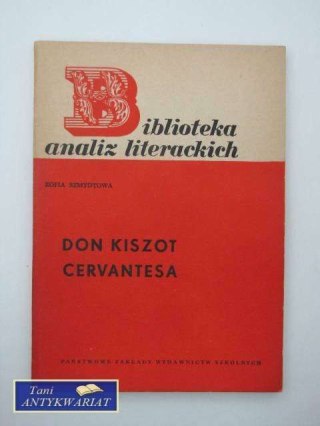 Biblioteka
analiz literackich
ZOFIA SZMYDTOWA
DON KISZOT
CERVANTESA
PAŃSTWOWE ZAKŁADY WYDAWNICTW SZKOLNYCH
Tani
ANTYKWARIAT